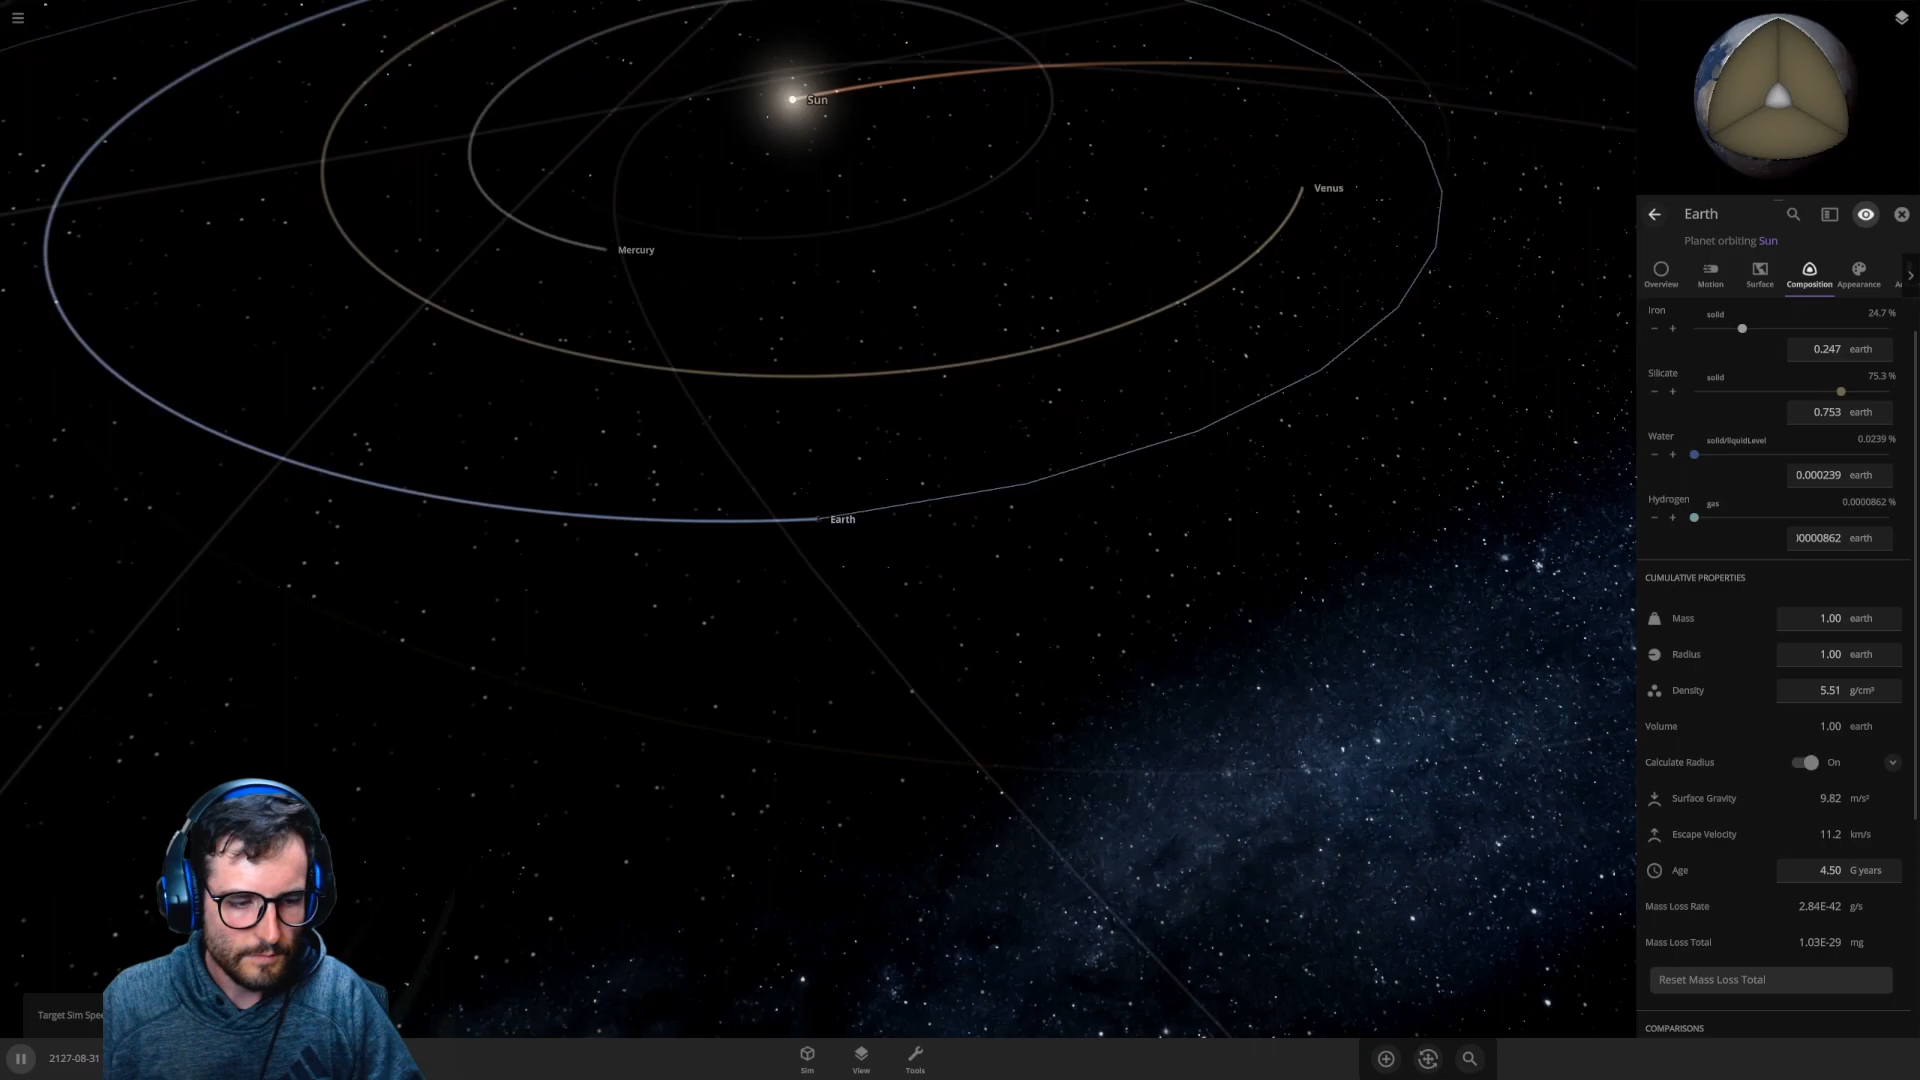 Sun
Venus
Mercury
Earth
Earth
Planet orbiting Sun
Overview
Motion
Surface
Composition
Appearance
Iron
solid
24.7 %
0.247 earth
Silicate
solid
75.3 %
0.753 earth
Water
solid/liquidLevel
0.0239 %
0.000239 earth
Hydrogen
gas
0.0000862 %
00000862 earth
CUMULATIVE PROPERTIES
Mass 1.00 earth
Radius 1.00 earth
Density 5.51 g/cm³
Volume 1.00 earth
Calculate Radius On
Surface Gravity 9.82 m/s²
Escape Velocity 11.2 km/s
Age 4.50 G years
Mass Loss Rate 2.84E-42 g/s
Mass Loss Total 1.03E-29 mg
Reset Mass Loss Total
COMPARISONS
Target Sim Spee
2127-08-31
Sim
View
Tools